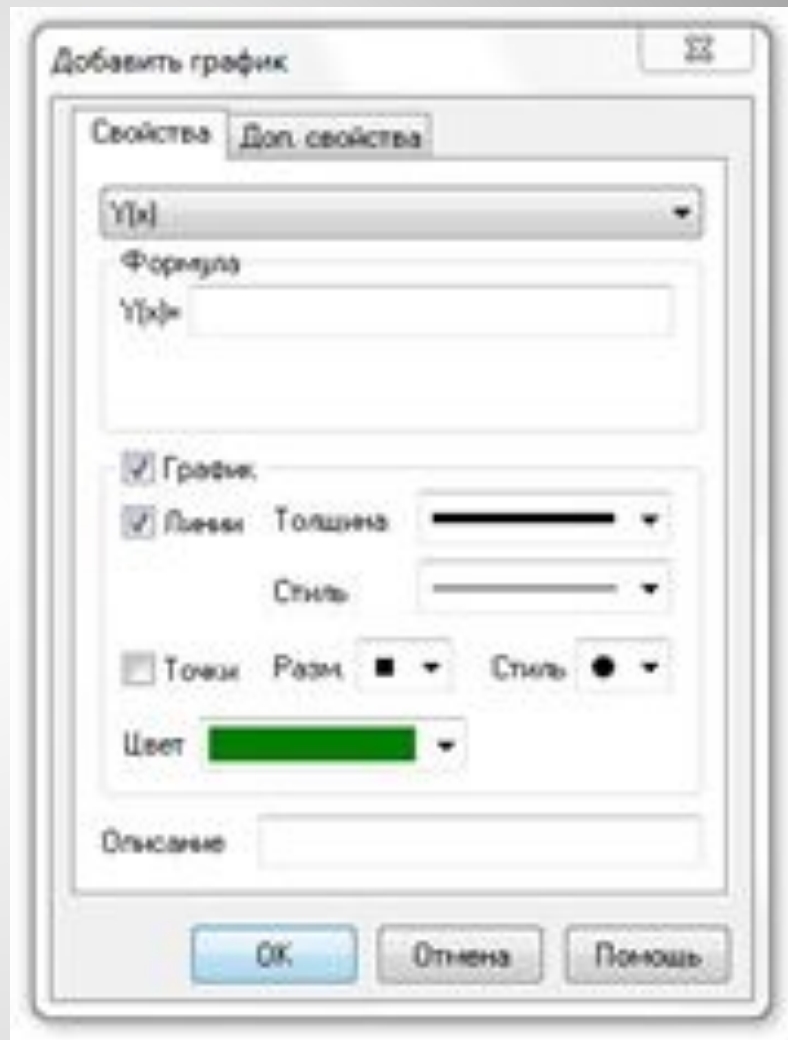 Добавить график
Свойства Доп. свойства
Y(x)
Формула
Y(x)=
График
Линии Толщина
Стиль
Точки Разм. Стиль
Цвет
Описание
OK Отмена Помощь